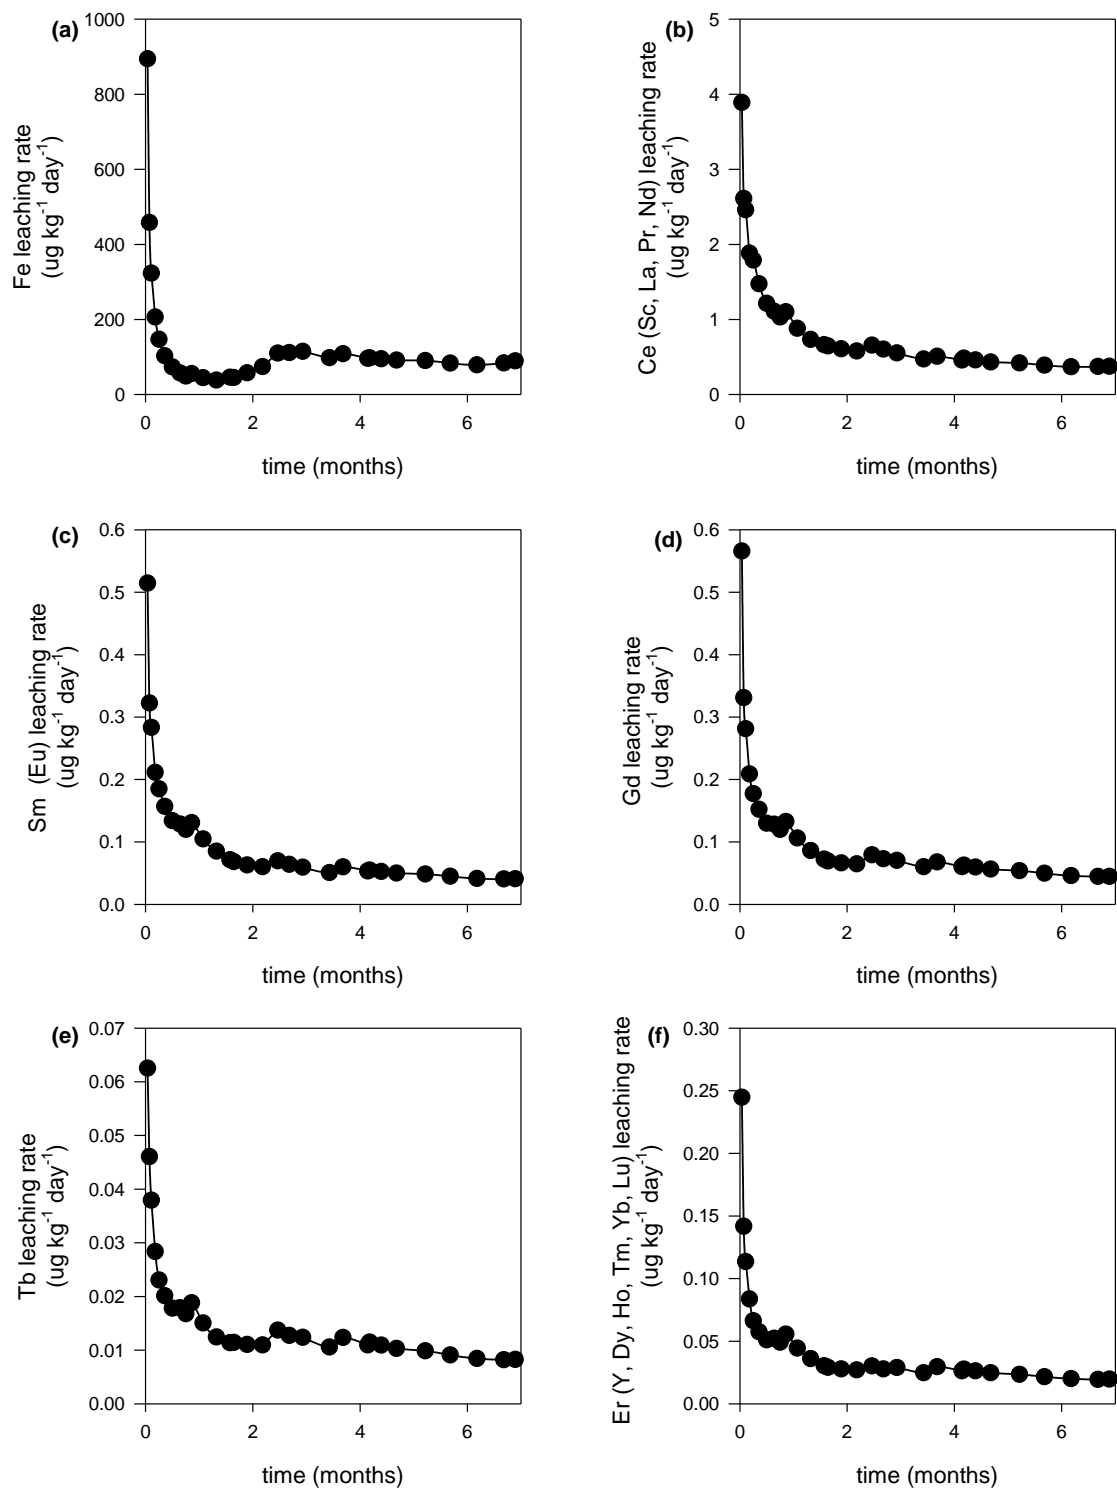 (a)
Fe leaching rate
(ug kg⁻¹ day⁻¹)
1000
800
600
400
200
0
0 2 4 6
time (months)
(b)
Ce (Sc, La, Pr, Nd) leaching rate
(ug kg⁻¹ day⁻¹)
5
4
3
2
1
0
0 2 4 6
time (months)
(c)
Sm (Eu) leaching rate
(ug kg⁻¹ day⁻¹)
0.6
0.5
0.4
0.3
0.2
0.1
0.0
0 2 4 6
time (months)
(d)
Gd leaching rate
(ug kg⁻¹ day⁻¹)
0.6
0.5
0.4
0.3
0.2
0.1
0.0
0 2 4 6
time (months)
(e)
Tb leaching rate
(ug kg⁻¹ day⁻¹)
0.07
0.06
0.05
0.04
0.03
0.02
0.01
0.00
0 2 4 6
time (months)
(f)
Er (Y, Dy, Ho, Tm, Yb, Lu) leaching rate
(ug kg⁻¹ day⁻¹)
0.30
0.25
0.20
0.15
0.10
0.05
0.00
0 2 4 6
time (months)